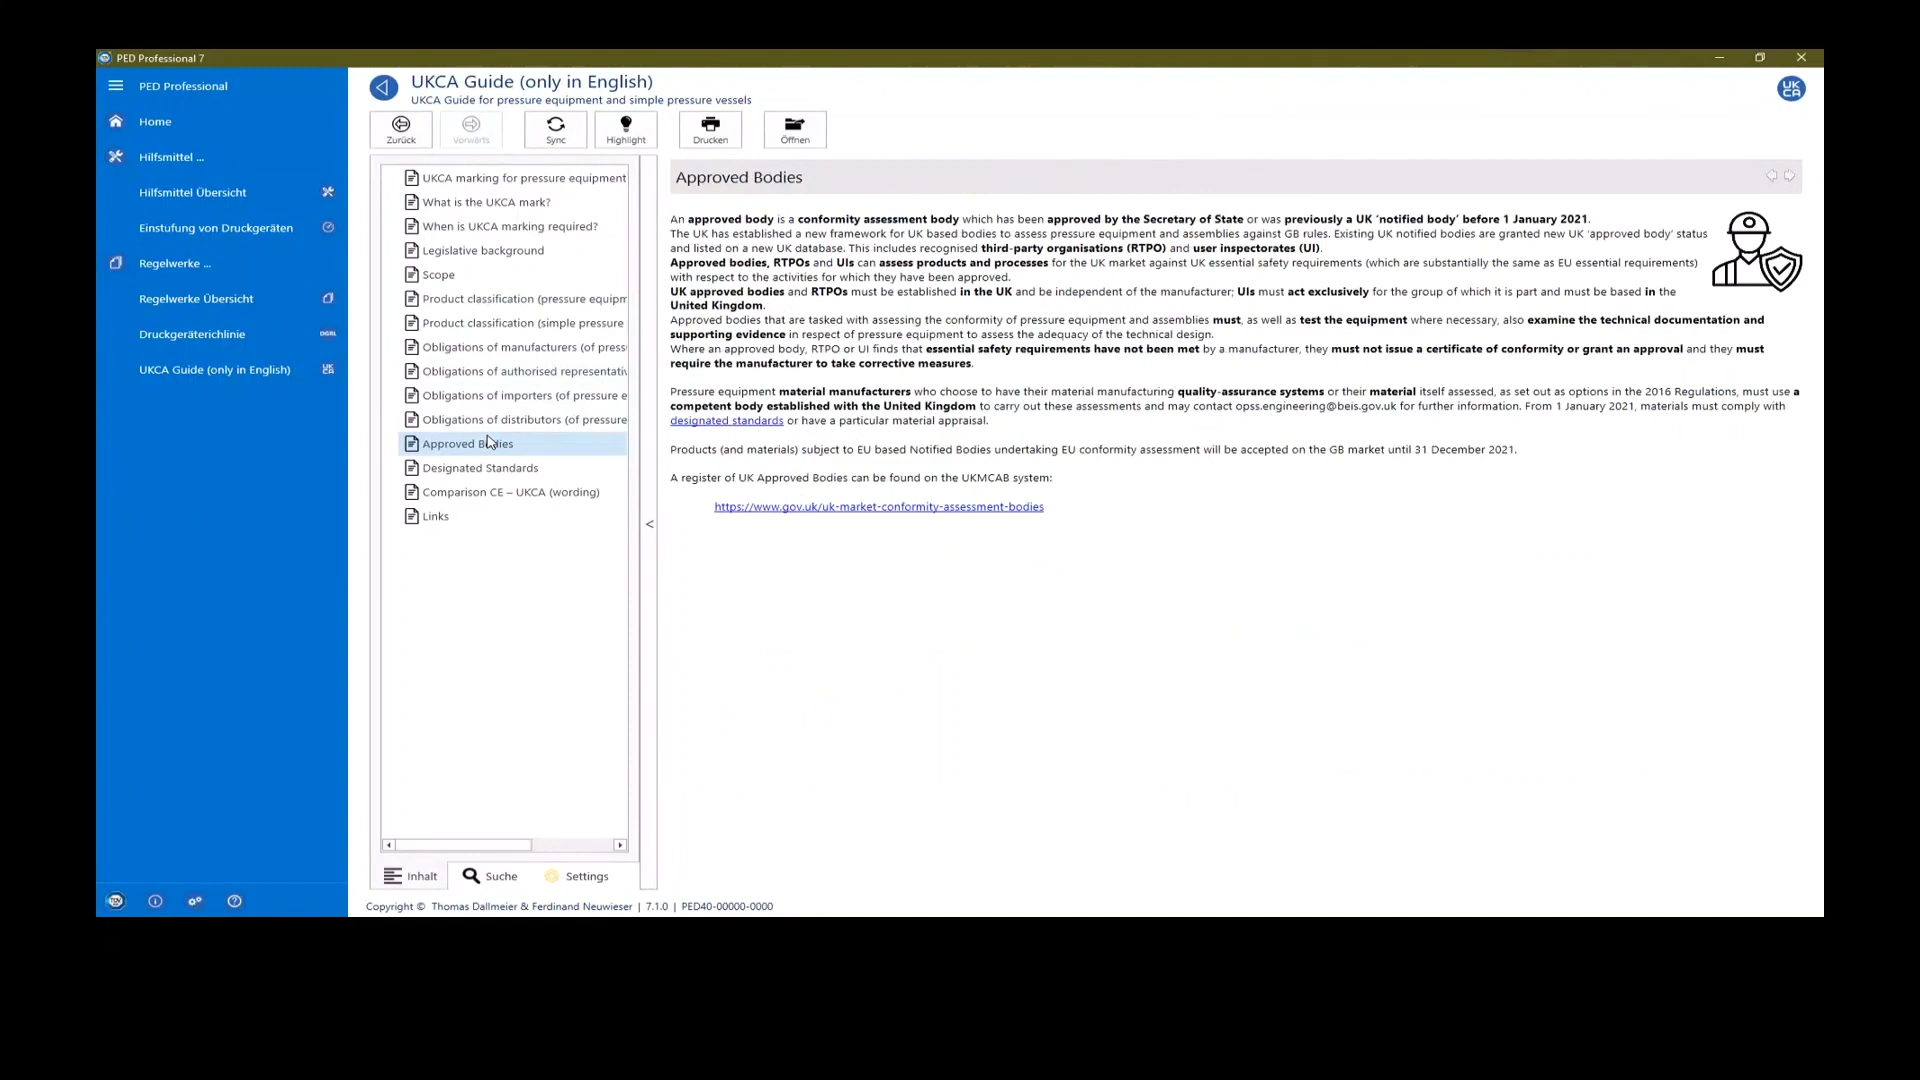 PED Professional 7
PED Professional
Home
Hilfsmittel ...
Hilfsmittel Übersicht
Einstufung von Druckgeräten
Regelwerke ...
Regelwerke Übersicht
Druckgeräterichlinie
DGRL
UKCA Guide (only in English)
UK
CA
UKCA Guide (only in English)
UKCA Guide for pressure equipment and simple pressure vessels
UK
CA
Zurück
Vorwärts
Sync
Highlight
Drucken
Öffnen
UKCA marking for pressure equipment
What is the UKCA mark?
When is UKCA marking required?
Legislative background
Scope
Product classification (pressure equipm
Product classification (simple pressure
Obligations of manufacturers (of press
Obligations of authorised representativ
Obligations of importers (of pressure e
Obligations of distributors (of pressure
Approved Bodies
Designated Standards
Comparison CE – UKCA (wording)
Links
<
Inhalt
Suche
Settings
Approved Bodies
An approved body is a conformity assessment body which has been approved by the Secretary of State or was previously a UK ‘notified body’ before 1 January 2021.
The UK has established a new framework for UK based bodies to assess pressure equipment and assemblies against GB rules. Existing UK notified bodies are granted new UK ‘approved body’ status
and listed on a new UK database. This includes recognised third-party organisations (RTPO) and user inspectorates (UI).
Approved bodies, RTPOs and UIs can assess products and processes for the UK market against UK essential safety requirements (which are substantially the same as EU essential requirements)
with respect to the activities for which they have been approved.
UK approved bodies and RTPOs must be established in the UK and be independent of the manufacturer; UIs must act exclusively for the group of which it is part and must be based in the
United Kingdom.
Approved bodies that are tasked with assessing the conformity of pressure equipment and assemblies must, as well as test the equipment where necessary, also examine the technical documentation and
supporting evidence in respect of pressure equipment to assess the adequacy of the technical design.
Where an approved body, RTPO or UI finds that essential safety requirements have not been met by a manufacturer, they must not issue a certificate of conformity or grant an approval and they must
require the manufacturer to take corrective measures.
Pressure equipment material manufacturers who choose to have their material manufacturing quality-assurance systems or their material itself assessed, as set out as options in the 2016 Regulations, must use a
competent body established with the United Kingdom to carry out these assessments and may contact opss.engineering@beis.gov.uk for further information. From 1 January 2021, materials must comply with
designated standards or have a particular material appraisal.
Products (and materials) subject to EU based Notified Bodies undertaking EU conformity assessment will be accepted on the GB market until 31 December 2021.
A register of UK Approved Bodies can be found on the UKMCAB system:
https://www.gov.uk/uk-market-conformity-assessment-bodies
Copyright © Thomas Dallmeier & Ferdinand Neuwieser | 7.1.0 | PED40-00000-0000